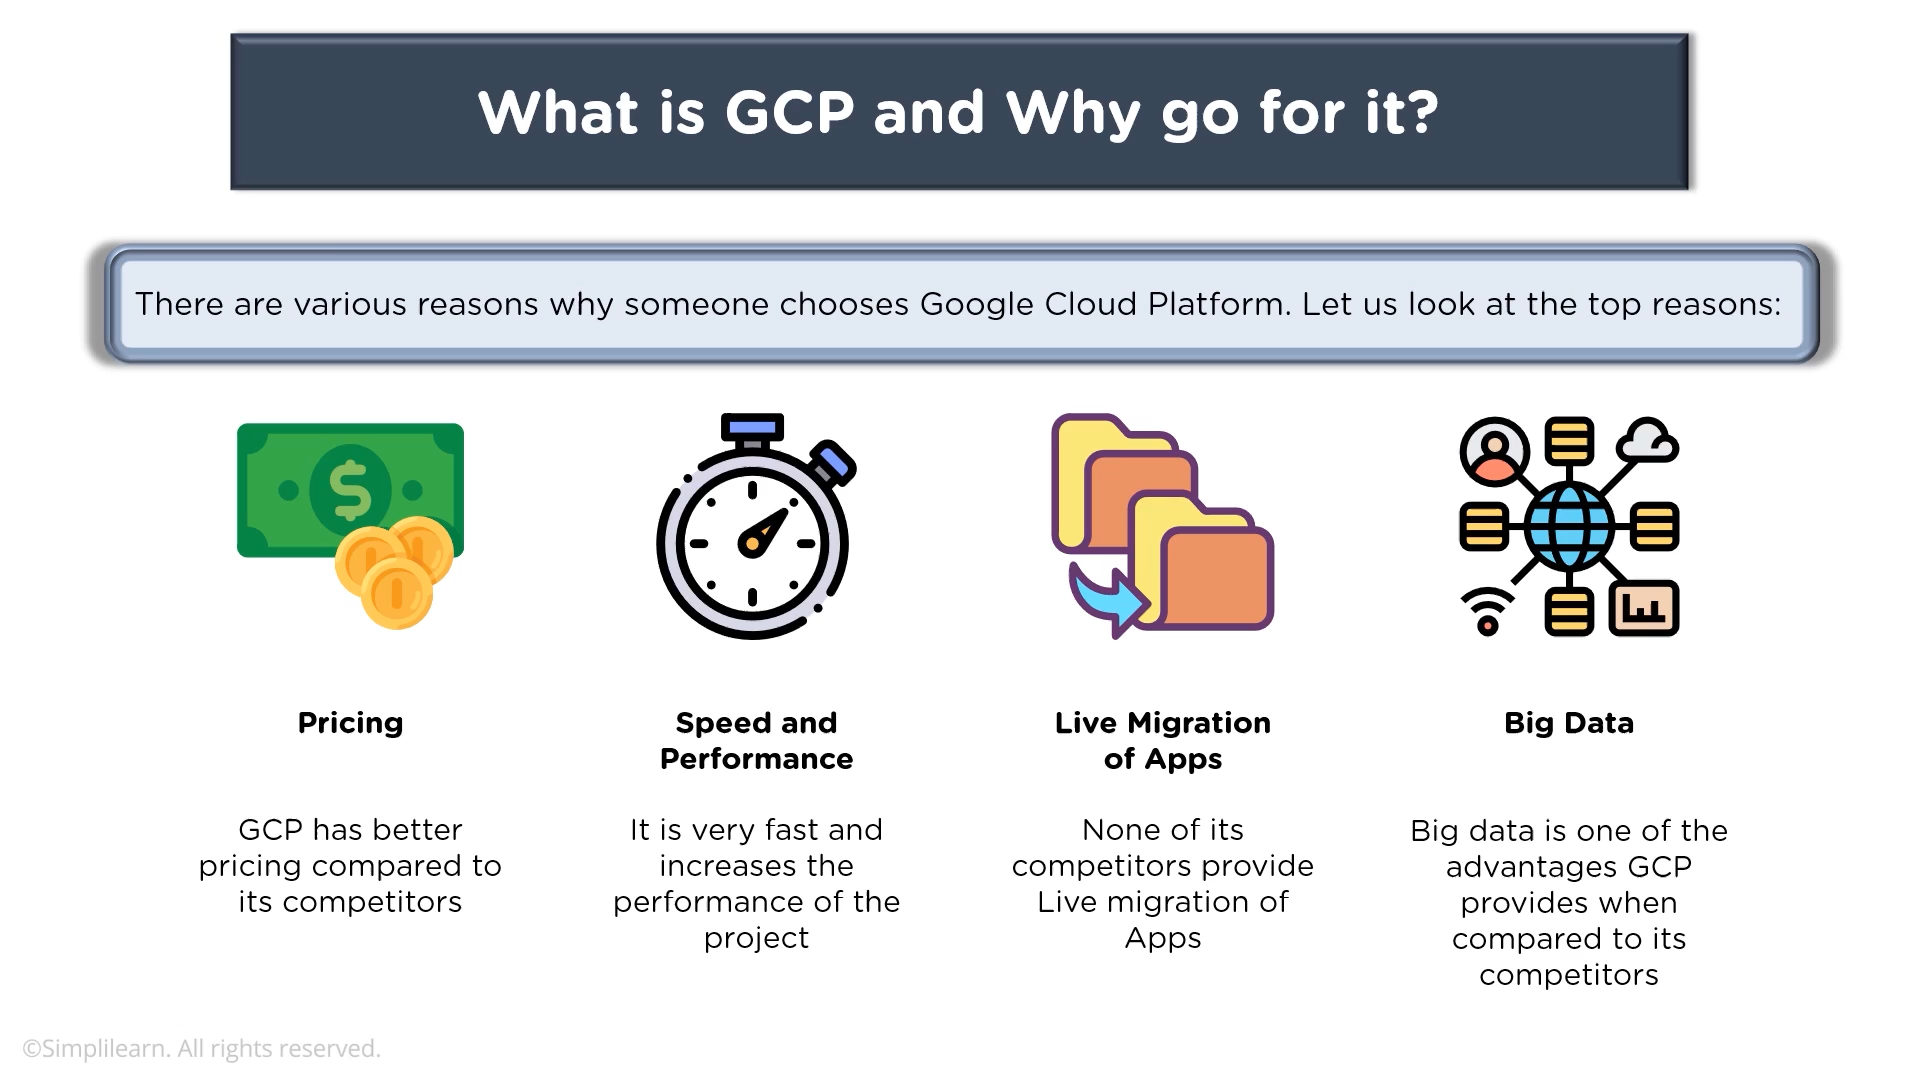 What is GCP and Why go for it?
There are various reasons why someone chooses Google Cloud Platform. Let us look at the top reasons:
Pricing
GCP has better
pricing compared to
its competitors
Speed and
Performance
It is very fast and
increases the
performance of the
project
Live Migration
of Apps
None of its
competitors provide
Live migration of
Apps
Big Data
Big data is one of the
advantages GCP
provides when
compared to its
competitors
©Simplilearn. All rights reserved.